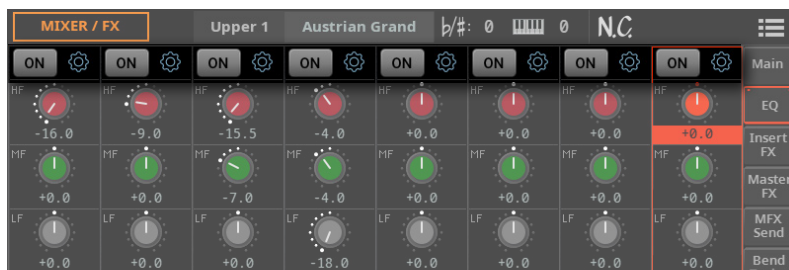 MIXER / FX Upper 1 Austrian Grand b/#: 0 0 N.C.
ON ON ON ON ON ON ON ON Main
HF HF HF HF HF HF HF HF EQ
-16.0 -9.0 -15.5 -4.0 +0.0 +0.0 +0.0 +0.0
Insert
FX
MF MF MF MF MF MF MF MF
+0.0 +0.0 -7.0 -4.0 +0.0 +0.0 +0.0 +0.0
Master
FX
LF LF LF LF LF LF LF LF
MFX
Send
+0.0 +0.0 +0.0 -18.0 +0.0 +0.0 +0.0 +0.0
Bend